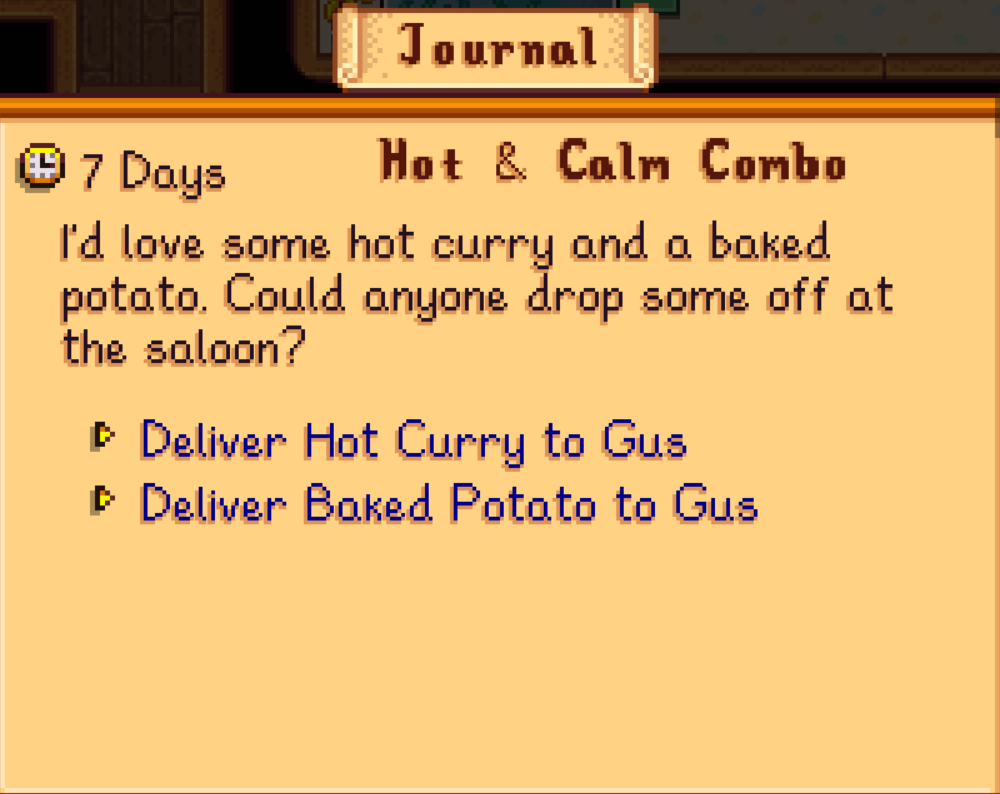 Journal
7 Days
Hot & Calm Combo
I'd love some hot curry and a baked
potato. Could anyone drop some off at
the saloon?
Deliver Hot Curry to Gus
Deliver Baked Potato to Gus